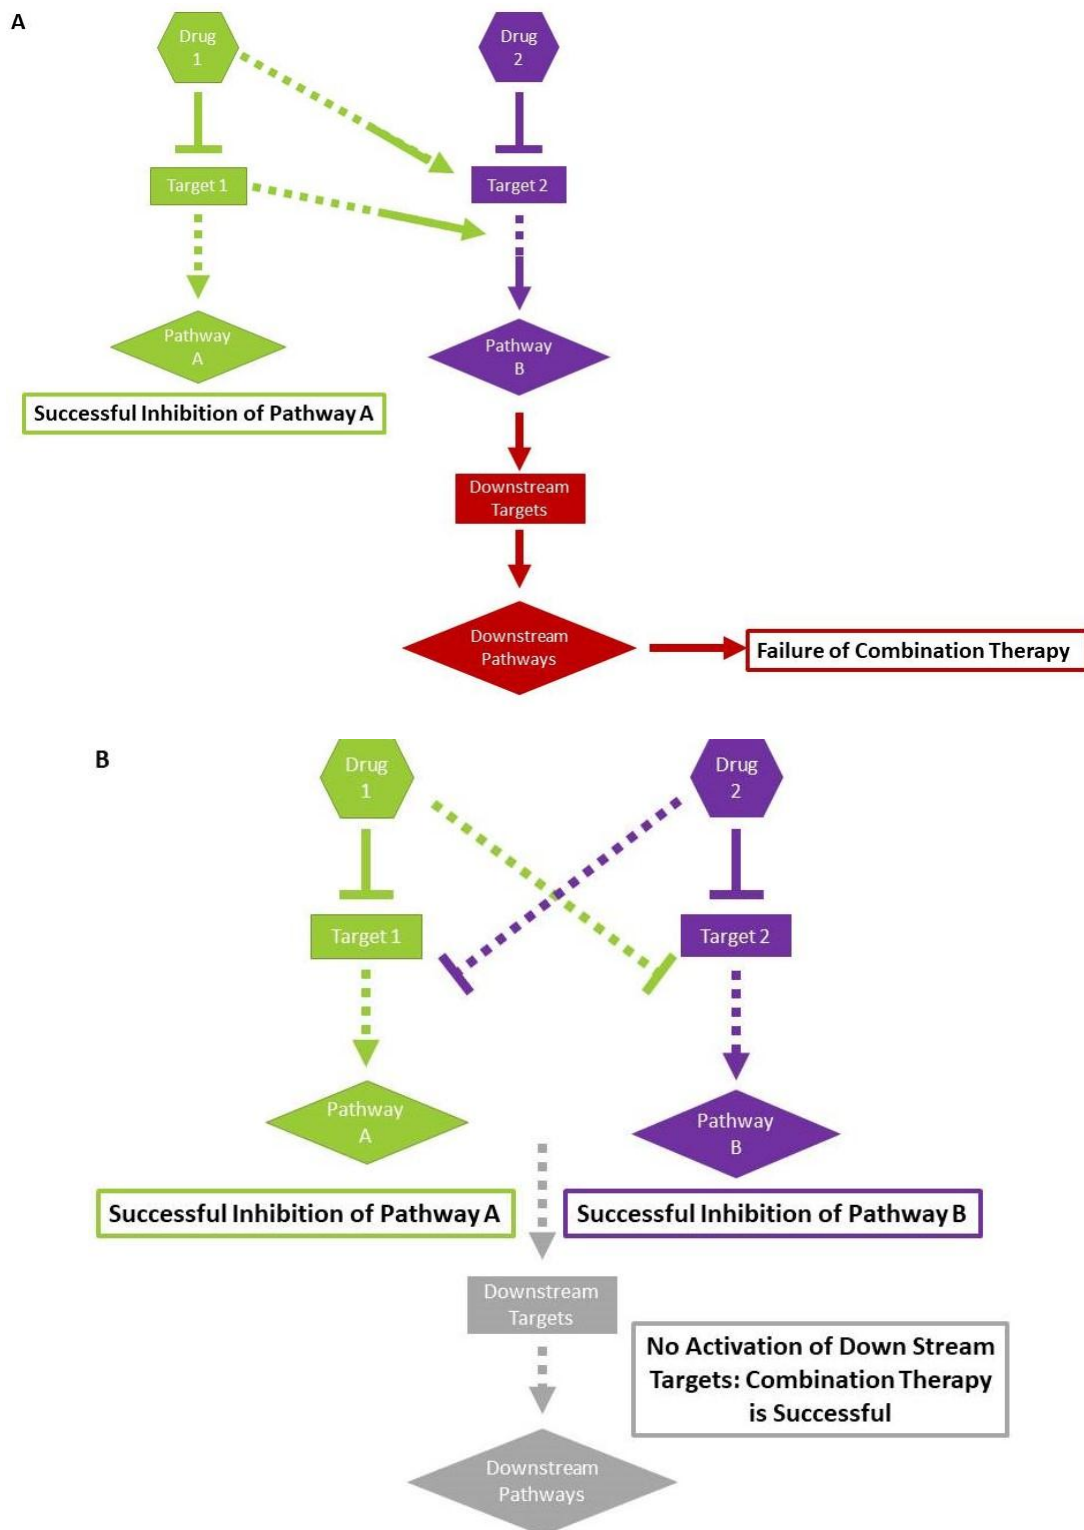 A
Drug
1
Drug
2
Target 1
Target 2
Pathway
A
Pathway
B
Successful Inhibition of Pathway A
Downstream
Targets
Downstream
Pathways
Failure of Combination Therapy
B
Drug
1
Drug
2
Target 1
Target 2
Pathway
A
Pathway
B
Successful Inhibition of Pathway A
Successful Inhibition of Pathway B
Downstream
Targets
No Activation of Down Stream
Targets: Combination Therapy
is Successful
Downstream
Pathways